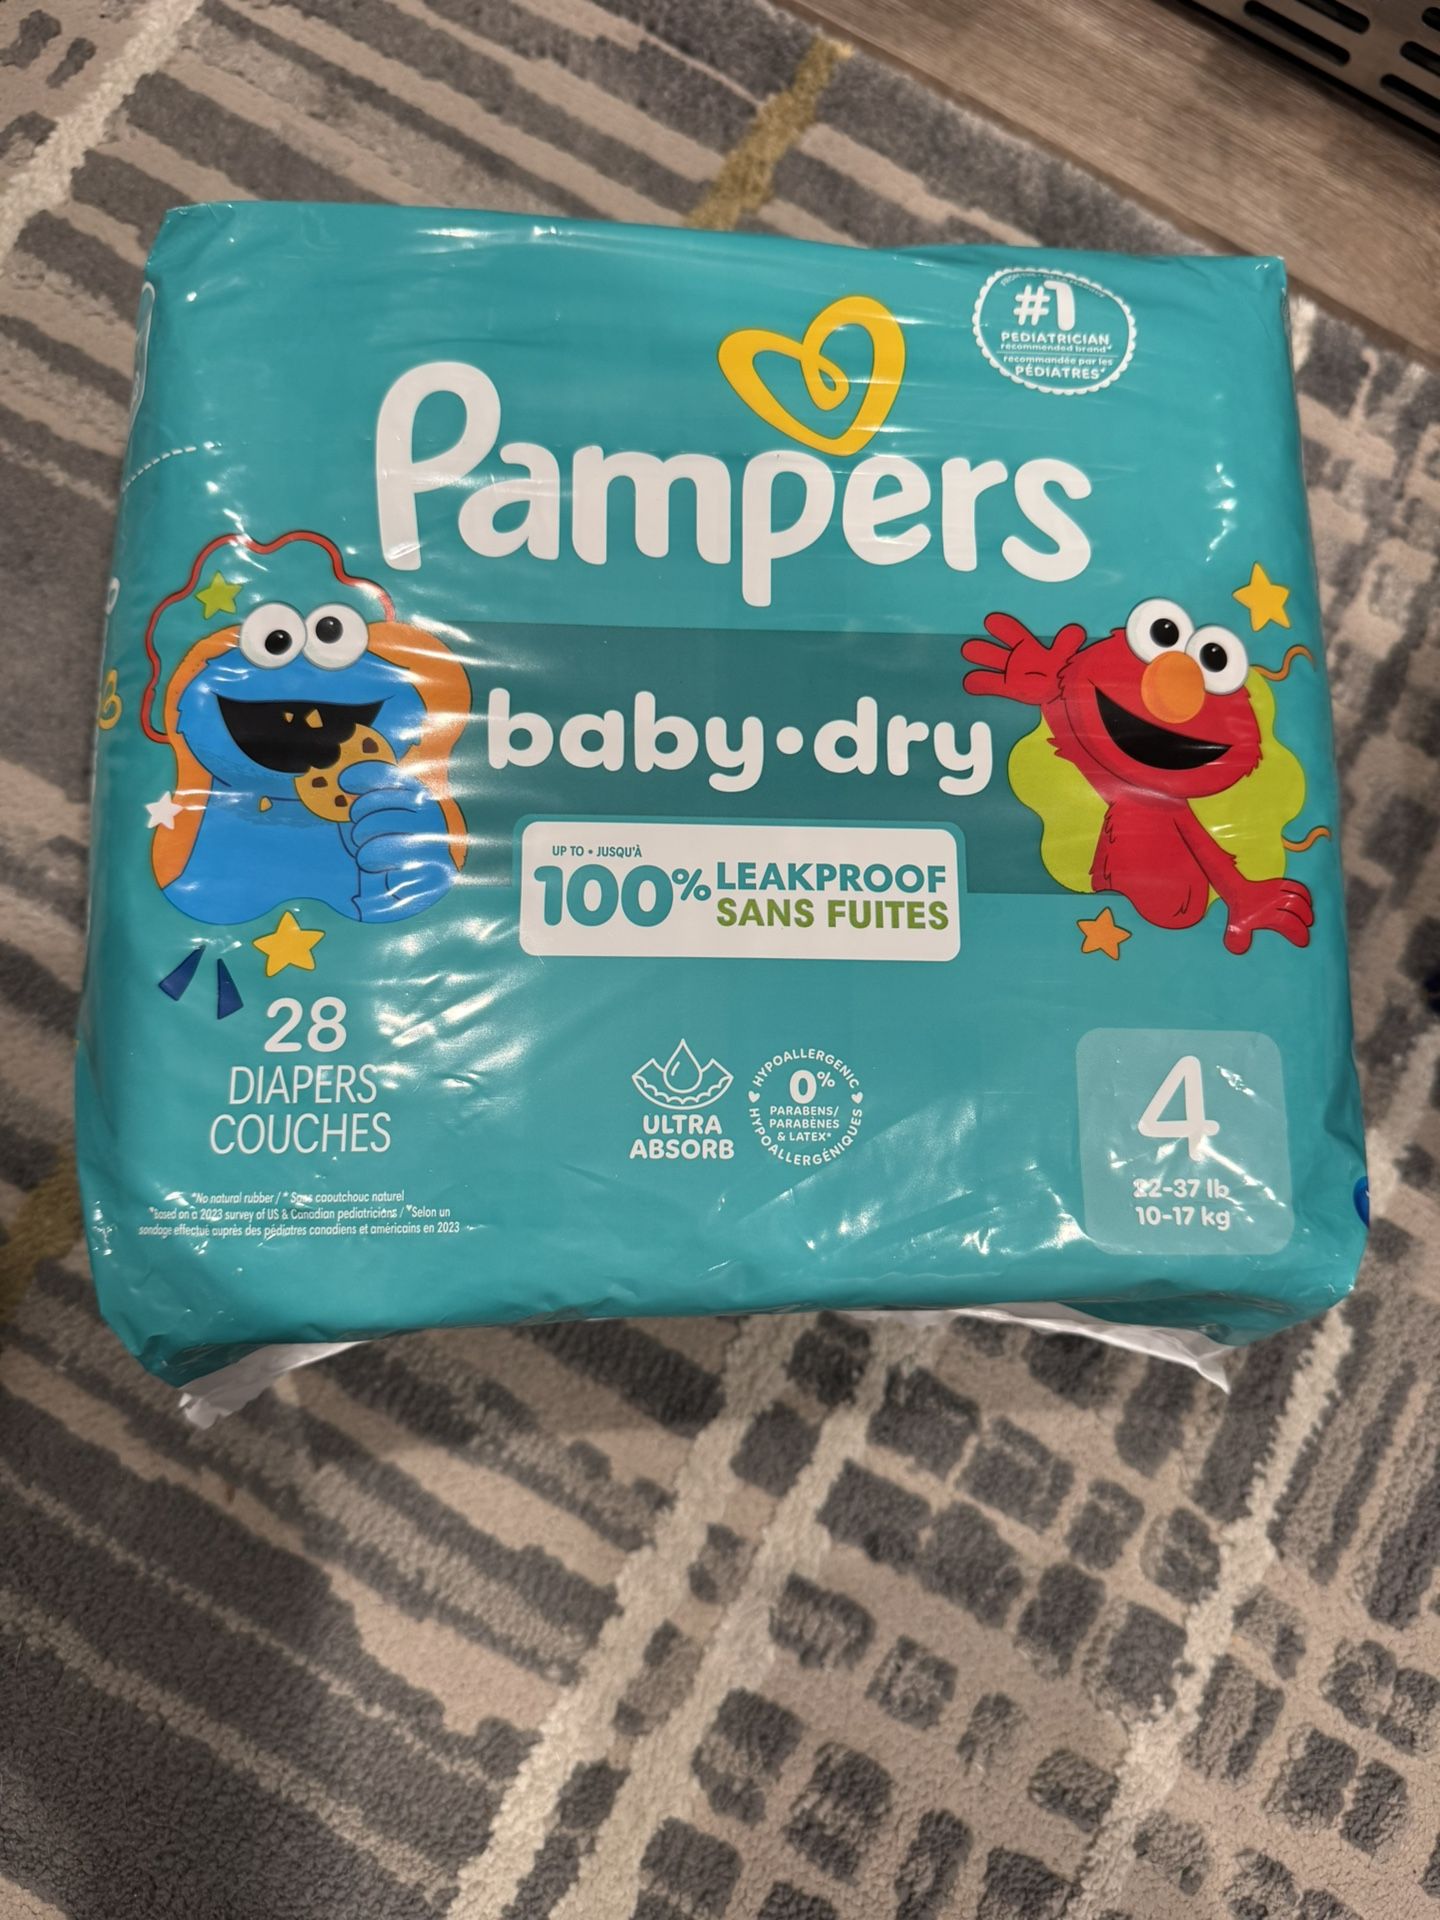 #1
PEDIATRICIAN
recommended brand▼
recommandée par les
PÉDIATRES▼
Pampers
baby•dry
UP TO • JUSQU'À
100% LEAKPROOF
SANS FUITES
28
DIAPERS
COUCHES
ULTRA
ABSORB
HYPOALLERGENIC
0%
PARABENS/
PARABÈNES
& LATEX*
HYPOALLERGÉNIQUES
4
22-37 lb
10-17 kg
*No natural rubber / * Sans caoutchouc naturel
▼Based on a 2023 survey of US & Canadian pediatricians / ▼Selon un
sondage effectué auprès des pédiatres canadiens et américains en 2023